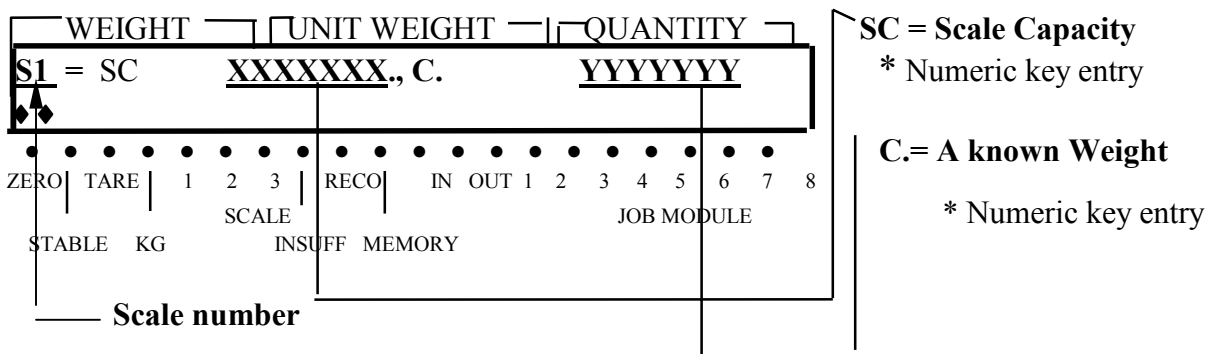 WEIGHT UNIT WEIGHT QUANTITY
S1 = SC XXXXXXX., C. YYYYYYY
SC = Scale Capacity
* Numeric key entry
C.= A known Weight
* Numeric key entry
ZERO TARE 1 2 3 RECO IN OUT 1 2 3 4 5 6 7 8
SCALE JOB MODULE
STABLE KG INSUFF MEMORY
Scale number